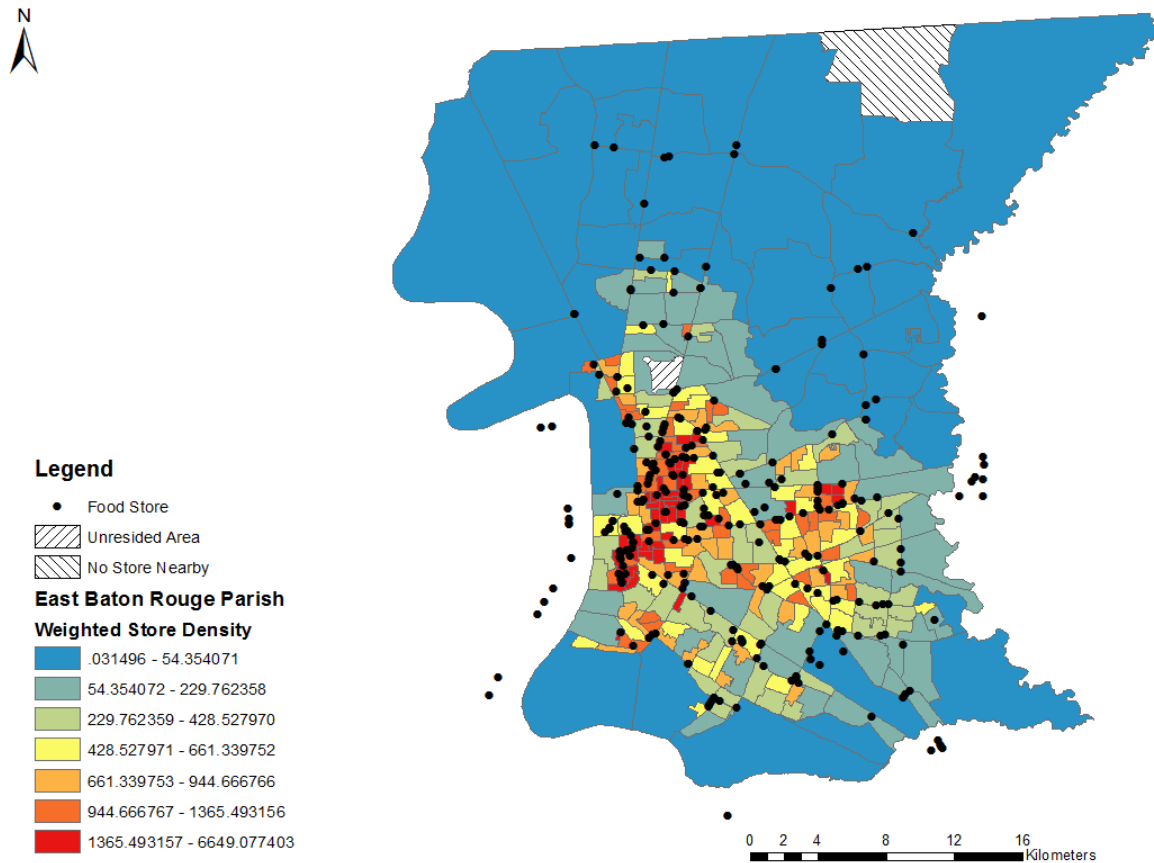 N
Legend
Food Store
Unresided Area
No Store Nearby
East Baton Rouge Parish
Weighted Store Density
.031496 - 54.354071
54.354072 - 229.762358
229.762359 - 428.527970
428.527971 - 661.339752
661.339753 - 944.666766
944.666767 - 1365.493156
1365.493157 - 6649.077403
0 2 4 8 12 16
Kilometers